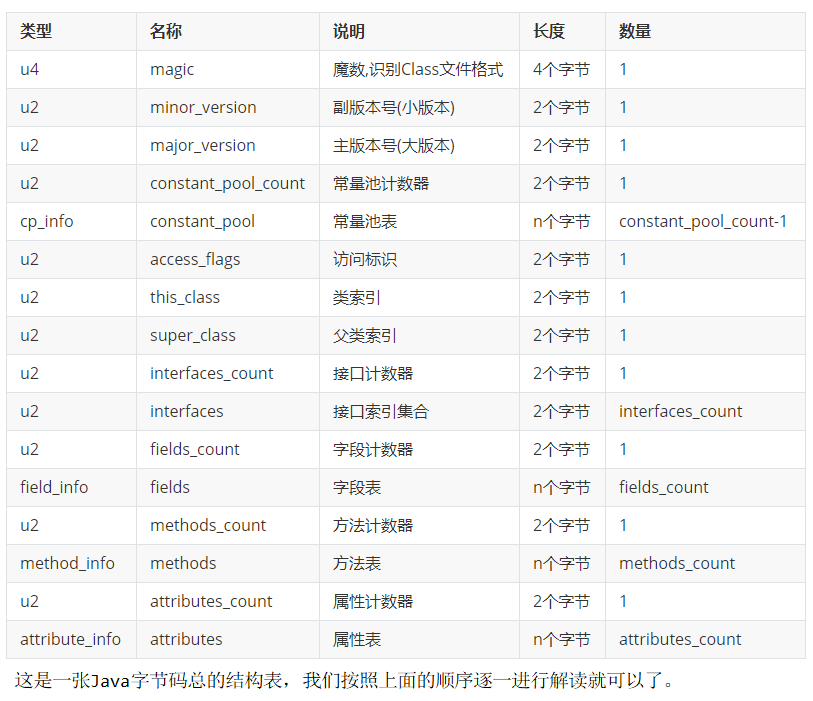 类型 名称 说明 长度 数量
u4 magic 魔数,识别Class文件格式 4个字节 1
u2 minor_version 副版本号(小版本) 2个字节 1
u2 major_version 主版本号(大版本) 2个字节 1
u2 constant_pool_count 常量池计数器 2个字节 1
cp_info constant_pool 常量池表 n个字节 constant_pool_count-1
u2 access_flags 访问标识 2个字节 1
u2 this_class 类索引 2个字节 1
u2 super_class 父类索引 2个字节 1
u2 interfaces_count 接口计数器 2个字节 1
u2 interfaces 接口索引集合 2个字节 interfaces_count
u2 fields_count 字段计数器 2个字节 1
field_info fields 字段表 n个字节 fields_count
u2 methods_count 方法计数器 2个字节 1
method_info methods 方法表 n个字节 methods_count
u2 attributes_count 属性计数器 2个字节 1
attribute_info attributes 属性表 n个字节 attributes_count
这是一张Java字节码总的结构表，我们按照上面的顺序逐一进行解读就可以了。